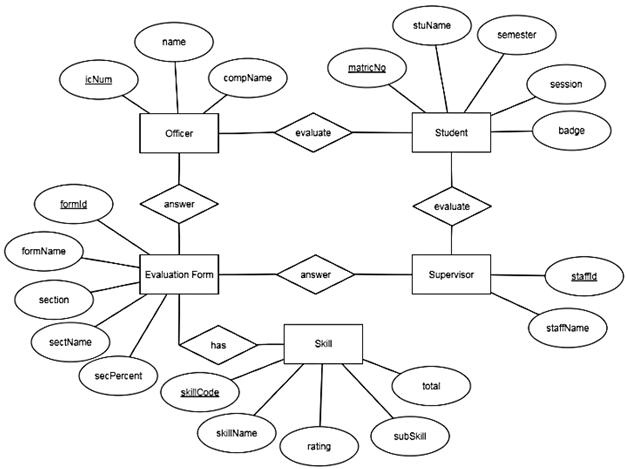 name
stuName
semester
icNum
compName
matricNo
session
Officer
evaluate
Student
badge
answer
evaluate
formId
formName
Evaluation Form
answer
Supervisor
staffId
section
sectName
staffName
has
Skill
secPercent
skillCode
total
skillName
rating
subSkill